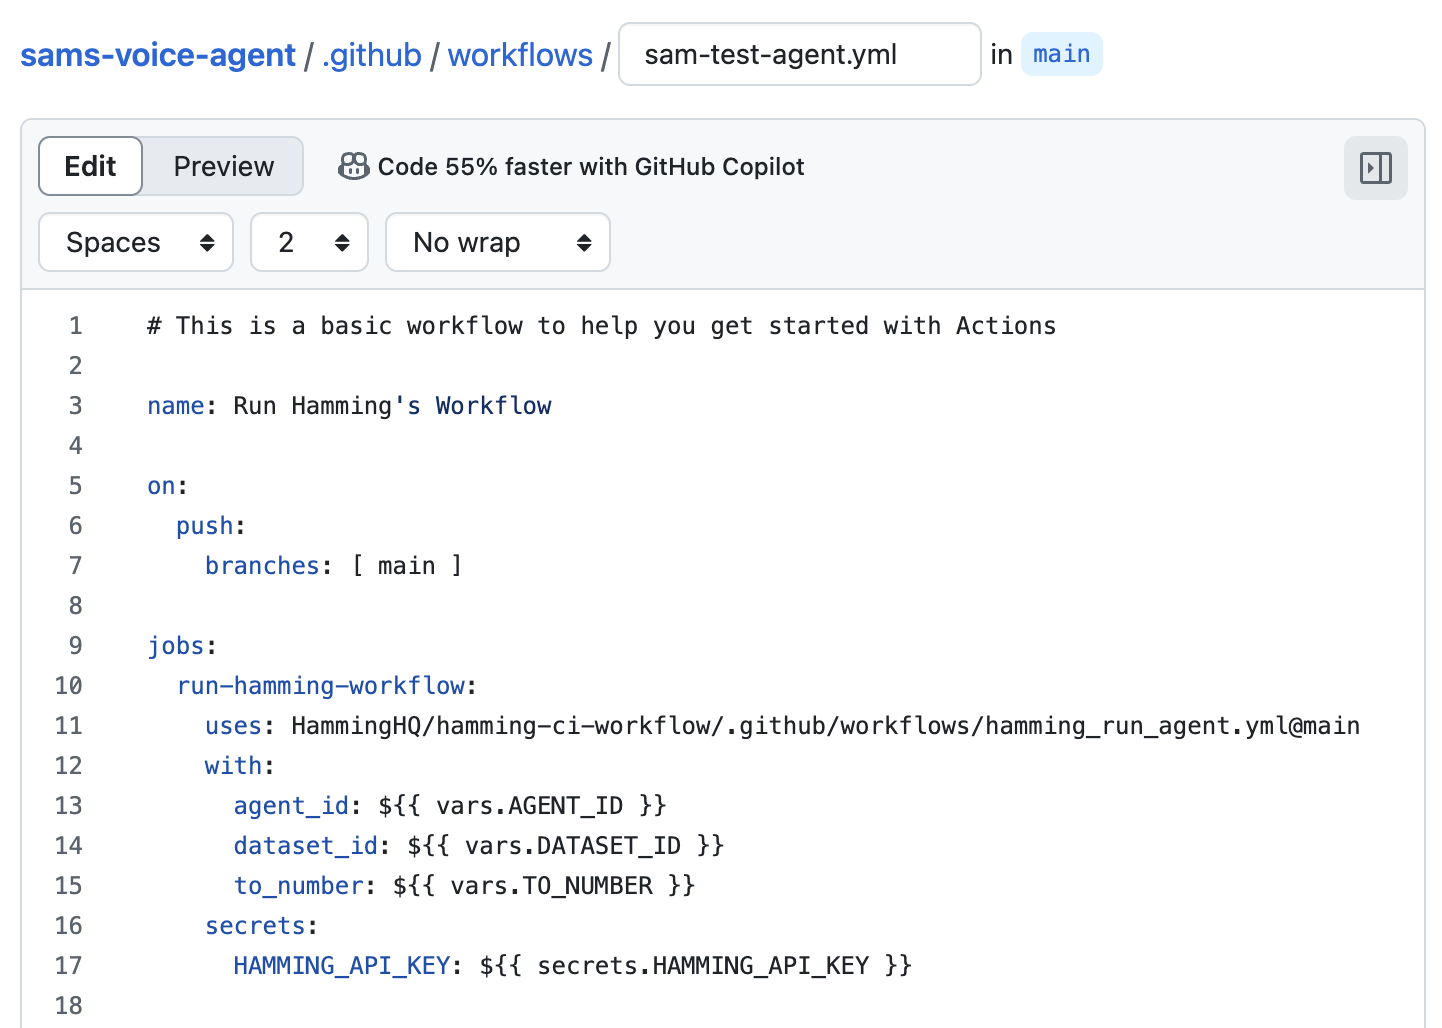 sams-voice-agent / .github / workflows / sam-test-agent.yml in main
Edit Preview Code 55% faster with GitHub Copilot
Spaces 2 No wrap
1 # This is a basic workflow to help you get started with Actions
2
3 name: Run Hamming's Workflow
4
5 on:
6   push:
7     branches: [ main ]
8
9 jobs:
10   run-hamming-workflow:
11     uses: HammingHQ/hamming-ci-workflow/.github/workflows/hamming_run_agent.yml@main
12     with:
13       agent_id: ${{ vars.AGENT_ID }}
14       dataset_id: ${{ vars.DATASET_ID }}
15       to_number: ${{ vars.TO_NUMBER }}
16     secrets:
17       HAMMING_API_KEY: ${{ secrets.HAMMING_API_KEY }}
18